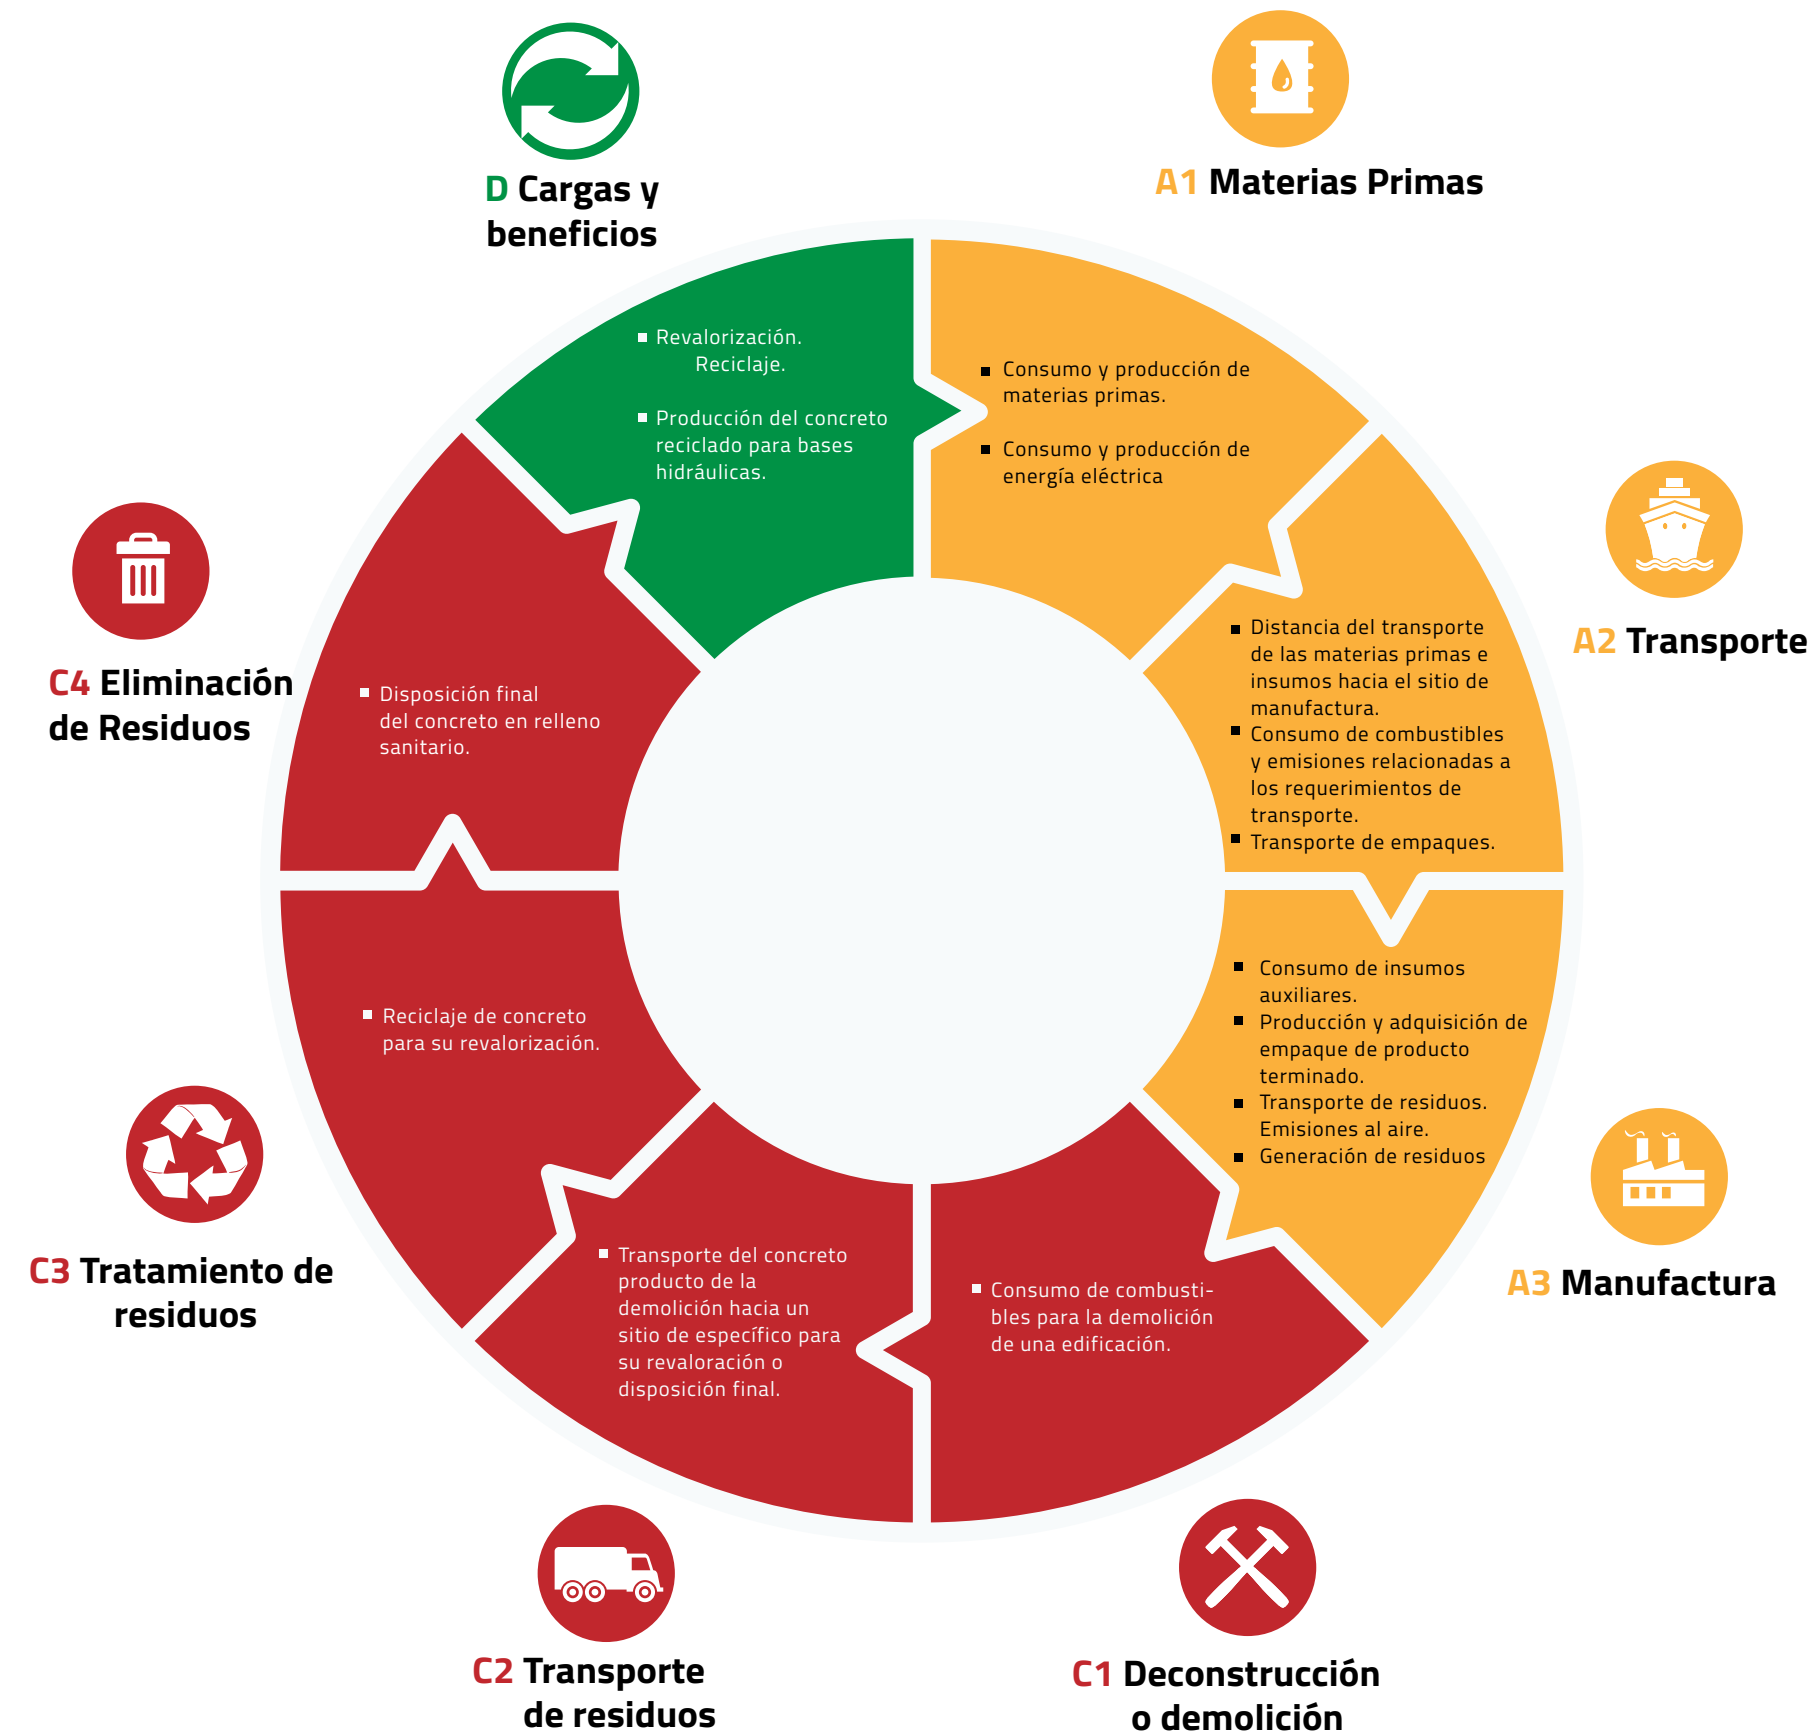 D Cargas y
beneficios
A1 Materias Primas
Revalorización.
Reciclaje.
Producción del concreto
reciclado para bases
hidráulicas.
Consumo y producción de
materias primas.
Consumo y producción de
energía eléctrica
A2 Transporte
Distancia del transporte
de las materias primas e
insumos hacia el sitio de
manufactura.
Consumo de combustibles
y emisiones relacionadas a
los requerimientos de
transporte.
Transporte de empaques.
A3 Manufactura
Consumo de insumos
auxiliares.
Producción y adquisición de
empaque de producto
terminado.
Transporte de residuos.
Emisiones al aire.
Generación de residuos
C1 Deconstrucción
o demolición
Consumo de combusti-
bles para la demolición
de una edificación.
C2 Transporte
de residuos
Transporte del concreto
producto de la
demolición hacia un
sitio de específico para
su revaloración o
disposición final.
C3 Tratamiento de
residuos
Reciclaje de concreto
para su revalorización.
C4 Eliminación
de Residuos
Disposición final
del concreto en relleno
sanitario.